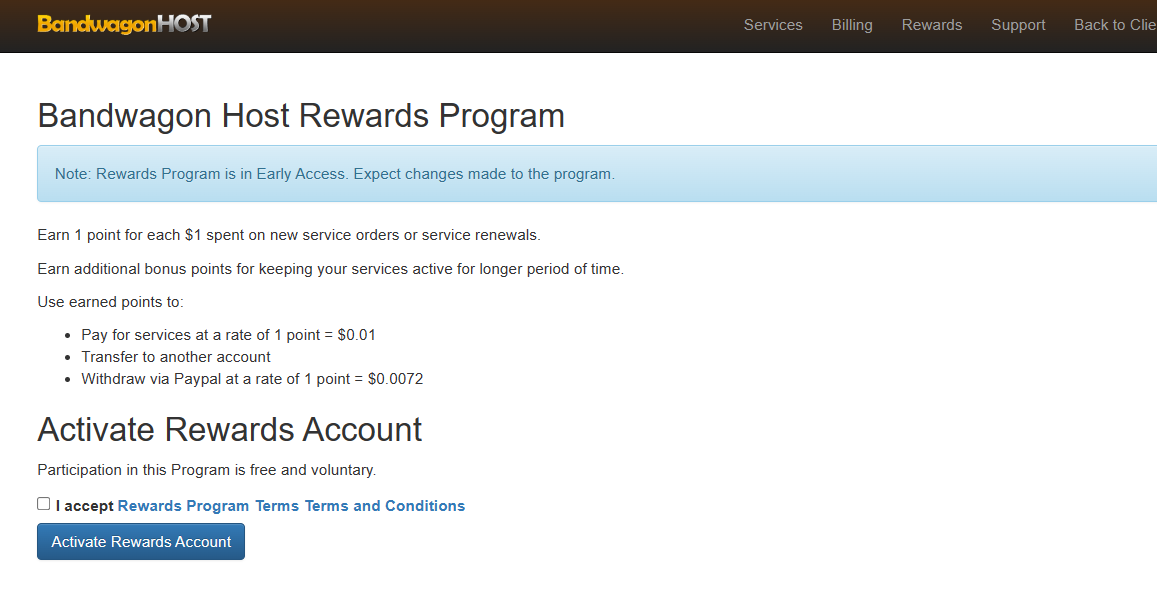 BandwagonHOST
Services Billing Rewards Support Back to Clie
Bandwagon Host Rewards Program
Note: Rewards Program is in Early Access. Expect changes made to the program.
Earn 1 point for each $1 spent on new service orders or service renewals.
Earn additional bonus points for keeping your services active for longer period of time.
Use earned points to:
Pay for services at a rate of 1 point = $0.01
Transfer to another account
Withdraw via Paypal at a rate of 1 point = $0.0072
Activate Rewards Account
Participation in this Program is free and voluntary.
I accept Rewards Program Terms Terms and Conditions
Activate Rewards Account